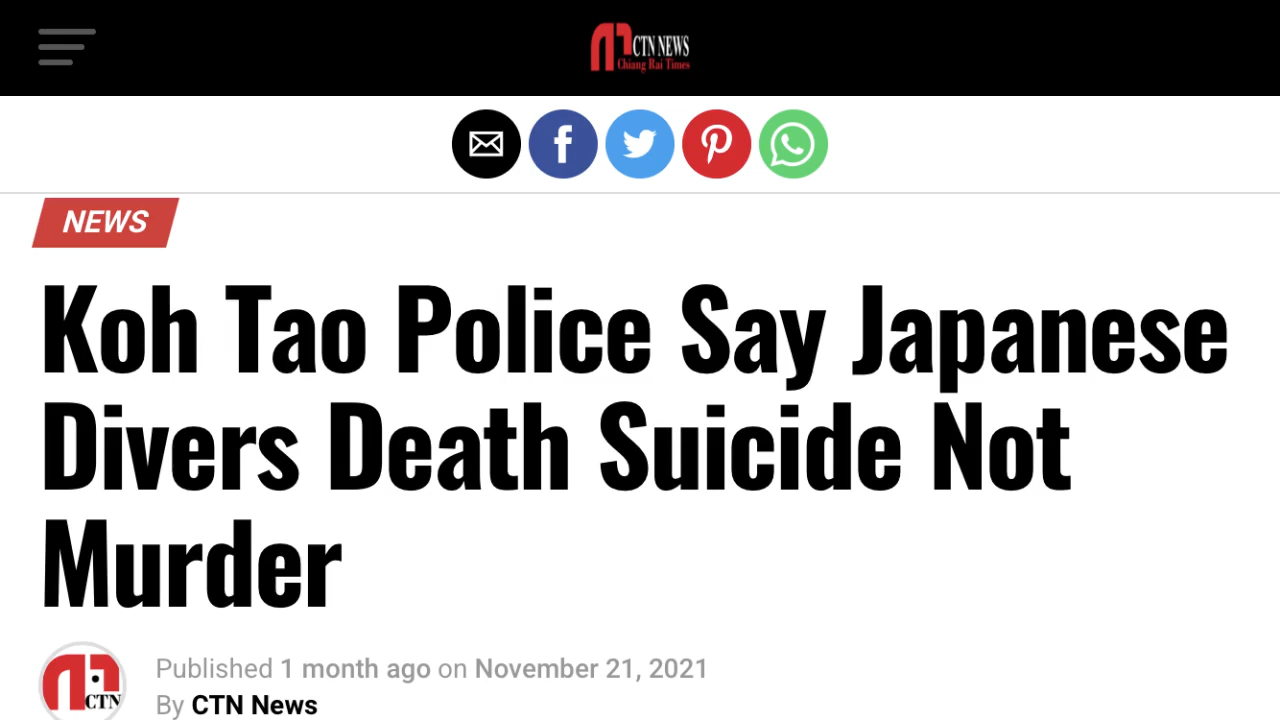 CTN NEWS
Chiang Rai Times
NEWS
Koh Tao Police Say Japanese
Divers Death Suicide Not
Murder
CTN
Published 1 month ago on November 21, 2021
By CTN News